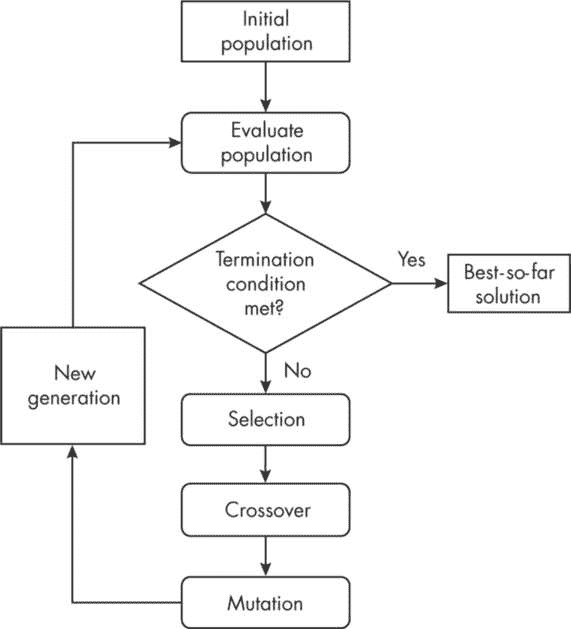 Initial
population
Evaluate
population
Termination
condition
met?
Yes
Best-so-far
solution
No
New
generation
Selection
Crossover
Mutation